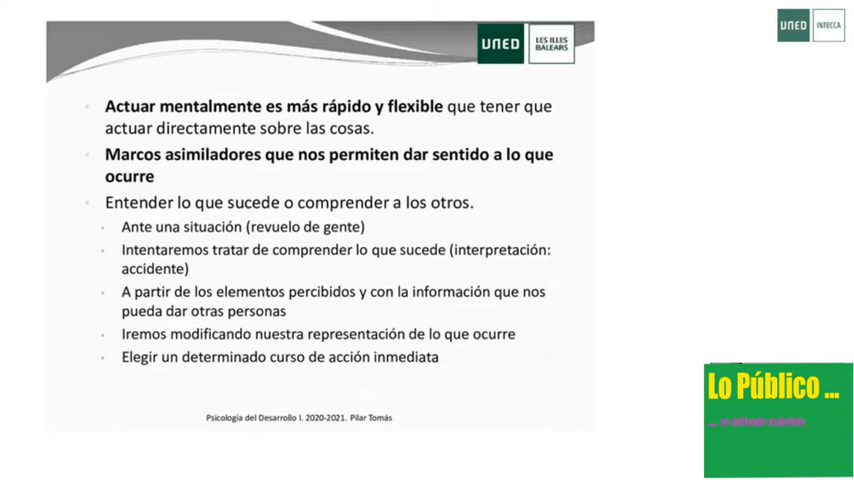 UNED
LES ILLES
BALEARS
UNED
INTECCA
Actuar mentalmente es más rápido y flexible que tener que
actuar directamente sobre las cosas.
Marcos asimiladores que nos permiten dar sentido a lo que
ocurre
Entender lo que sucede o comprender a los otros.
Ante una situación (revuelo de gente)
Intentaremos tratar de comprender lo que sucede (interpretación:
accidente)
A partir de los elementos percibidos y con la información que nos
pueda dar otras personas
Iremos modificando nuestra representación de lo que ocurre
Elegir un determinado curso de acción inmediata
Lo Público ...
Psicología del Desarrollo I. 2020-2021. Pilar Tomás